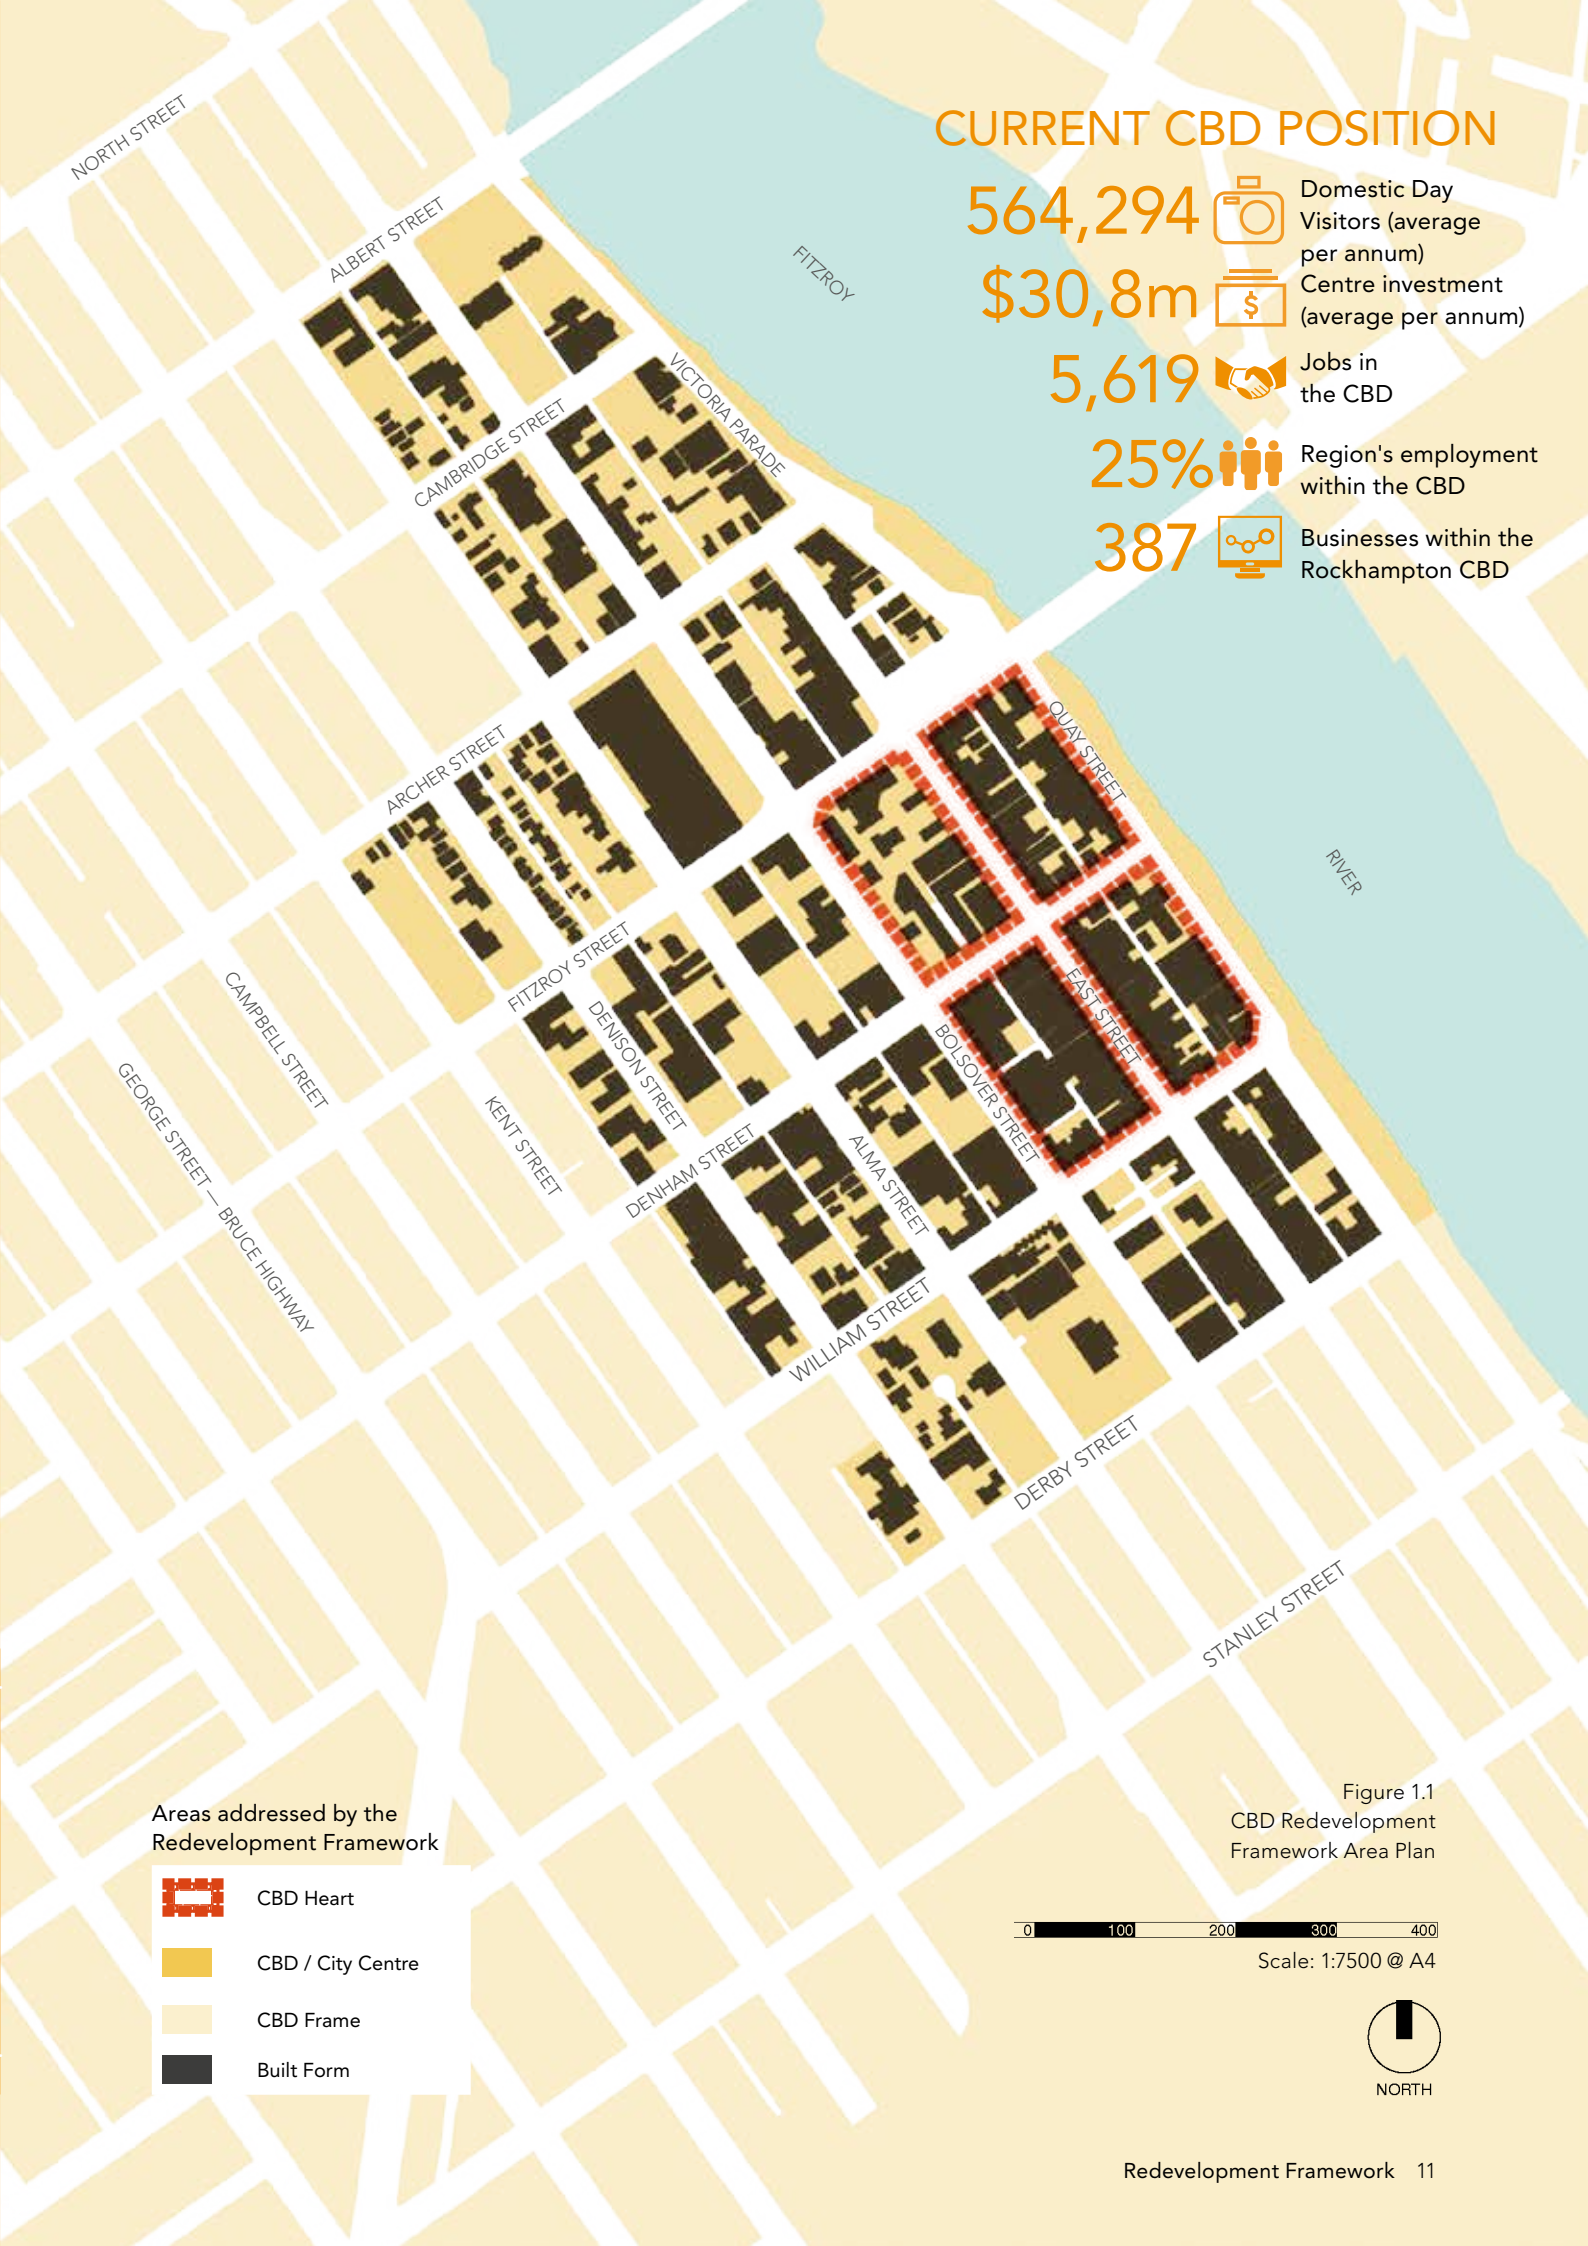 CURRENT CBD POSITION
564,294
Domestic Day
Visitors (average
per annum)
$30,8m
$
Centre investment
(average per annum)
5,619
Jobs in
the CBD
25%
Region's employment
within the CBD
387
Businesses within the
Rockhampton CBD
NORTH STREET
ALBERT STREET
FITZROY
VICTORIA PARADE
CAMBRIDGE STREET
QUAY STREET
ARCHER STREET
RIVER
FITZROY STREET
CAMPBELL STREET
DENISON STREET
EAST STREET
BOLSOVER STREET
GEORGE STREET — BRUCE HIGHWAY
KENT STREET
DENHAM STREET
ALMA STREET
WILLIAM STREET
DERBY STREET
STANLEY STREET
Areas addressed by the
Redevelopment Framework
CBD Heart
CBD / City Centre
CBD Frame
Built Form
Figure 1.1
CBD Redevelopment
Framework Area Plan
0 100 200 300 400
Scale: 1:7500 @ A4
NORTH
Redevelopment Framework 11